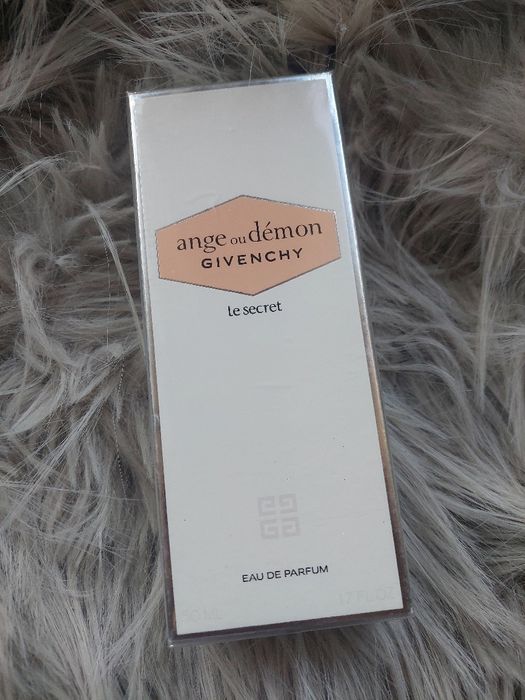 ange ou démon
GIVENCHY
le secret
EAU DE PARFUM
50 ML 1.7 FL.OZ.